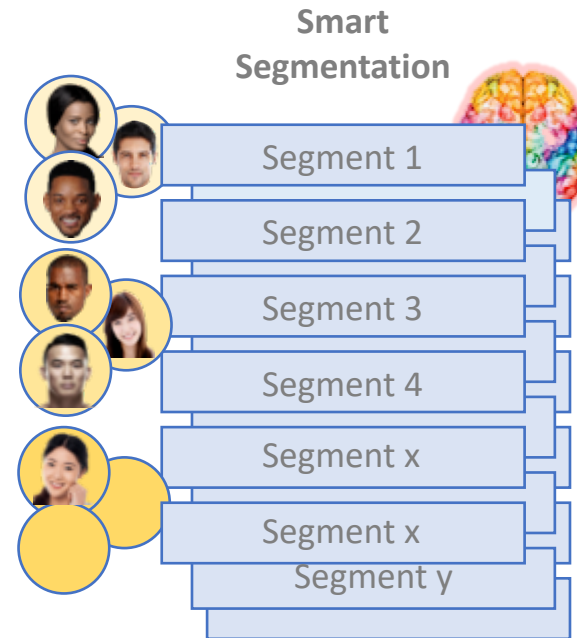 Smart
Segmentation
Segment 1
Segment 2
Segment 3
Segment 4
Segment x
Segment x
Segment y